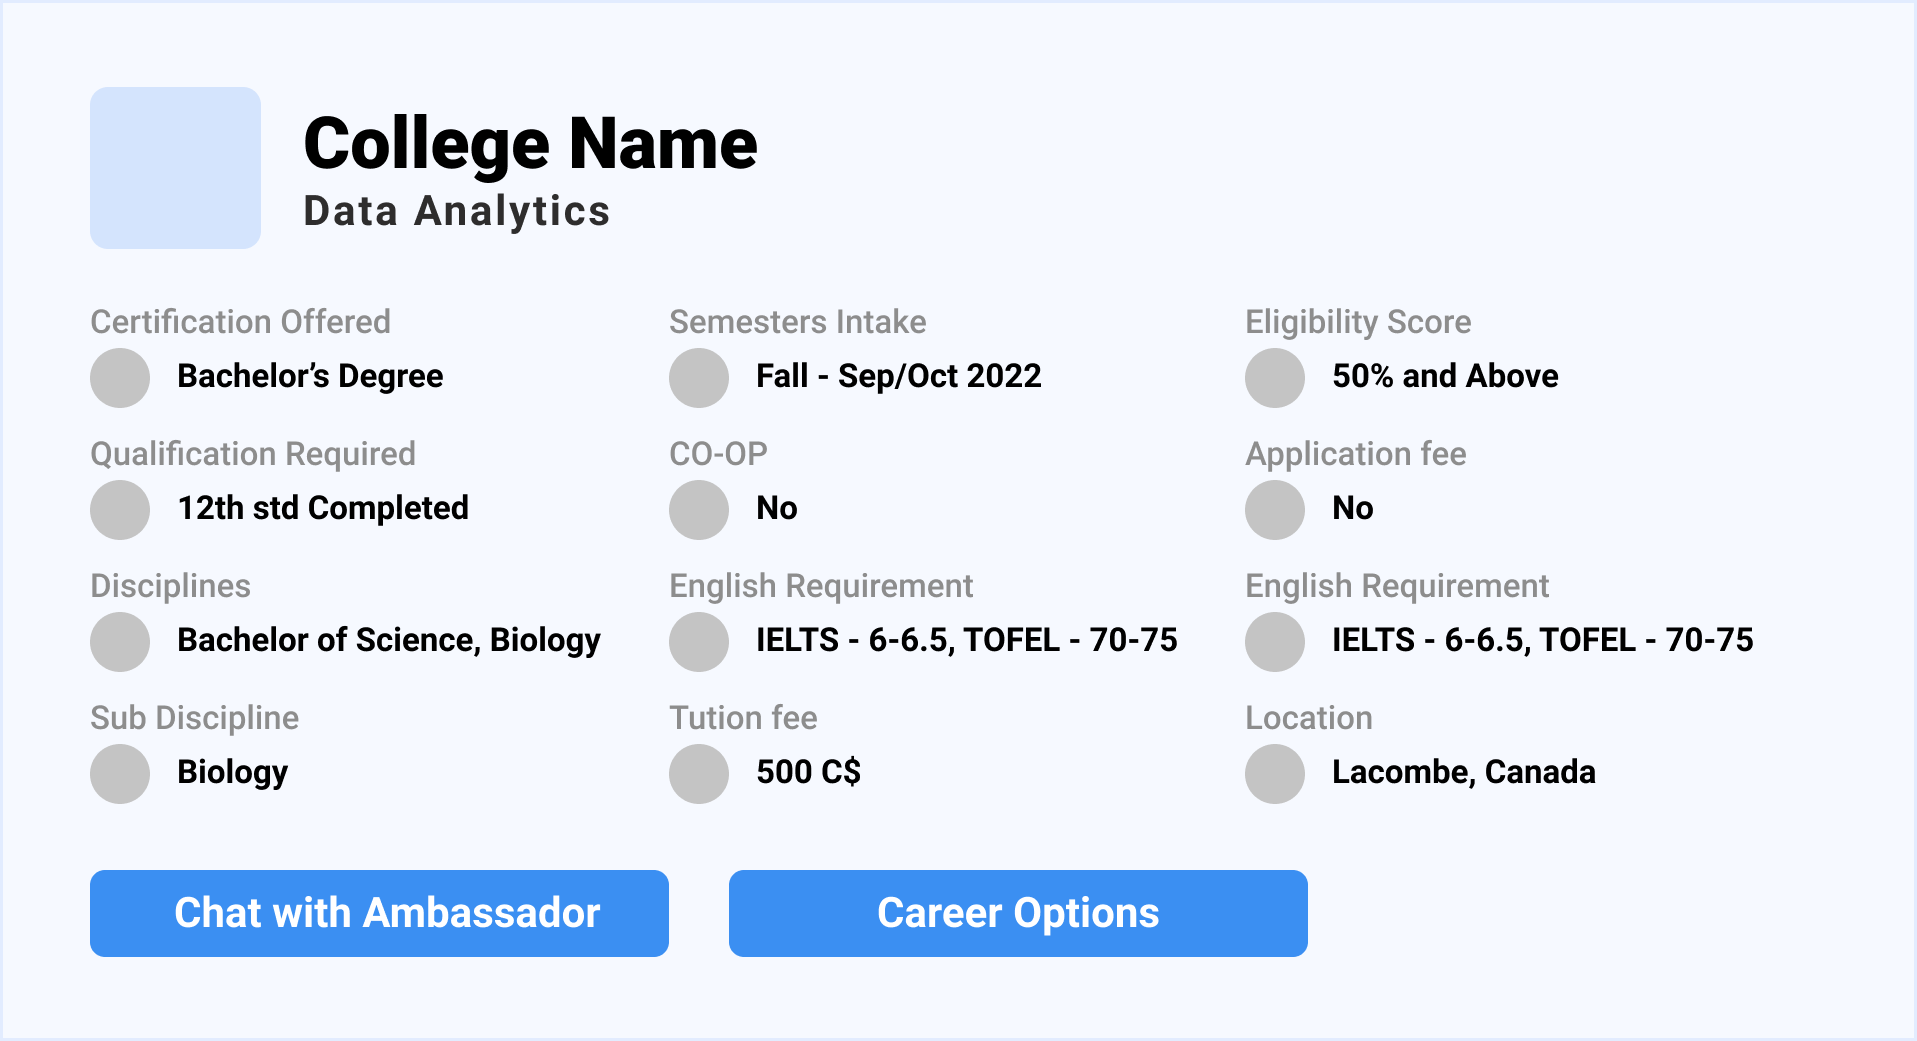 College Name
Data Analytics
Certification Offered
Bachelor’s Degree
Semesters Intake
Fall - Sep/Oct 2022
Eligibility Score
50% and Above
Qualification Required
12th std Completed
CO-OP
No
Application fee
No
Disciplines
Bachelor of Science, Biology
English Requirement
IELTS - 6-6.5, TOFEL - 70-75
English Requirement
IELTS - 6-6.5, TOFEL - 70-75
Sub Discipline
Biology
Tution fee
500 C$
Location
Lacombe, Canada
Chat with Ambassador
Career Options